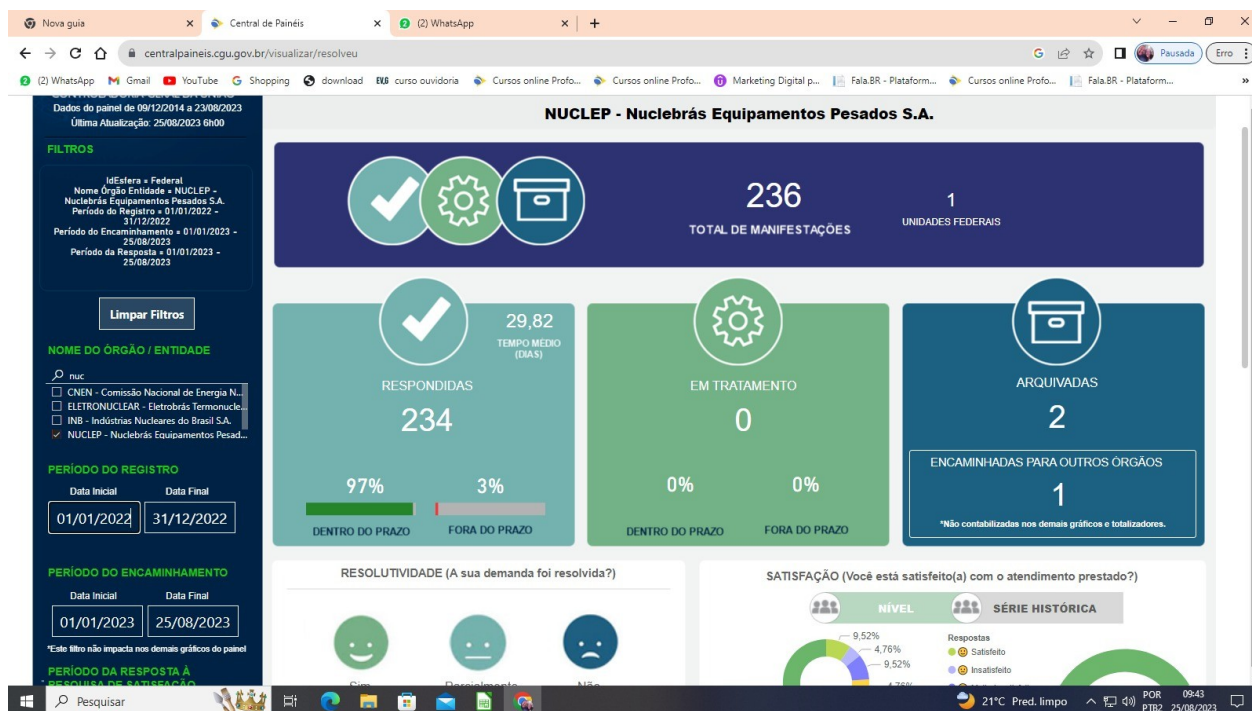 Nova guia
Central de Painéis
(2) WhatsApp
centralpaineis.cgu.gov.br/visualizar/resolveu
Pausada
Erro
(2) WhatsApp
Gmail
YouTube
Shopping
download
curso ouvidoria
Cursos online Profo...
Cursos online Profo...
Marketing Digital p...
Fala.BR - Plataform...
Cursos online Profo...
Fala.BR - Plataform...
»
CONTROLADORIA-GERAL DA UNIÃO
Dados do painel de 09/12/2014 a 23/08/2023
Última Atualização: 25/08/2023 6h00
FILTROS
IdEsfera = Federal
Nome Órgão Entidade = NUCLEP -
Nuclebrás Equipamentos Pesados S.A.
Período do Registro = 01/01/2022 -
31/12/2022
Período do Encaminhamento = 01/01/2023 -
25/08/2023
Período da Resposta = 01/01/2023 -
25/08/2023
Limpar Filtros
NOME DO ÓRGÃO / ENTIDADE
nuc
CNEN - Comissão Nacional de Energia N...
ELETRONUCLEAR - Eletrobrás Termonucle...
INB - Indústrias Nucleares do Brasil S.A.
NUCLEP - Nuclebrás Equipamentos Pesad...
PERÍODO DO REGISTRO
Data Inicial Data Final
01/01/2022 31/12/2022
PERÍODO DO ENCAMINHAMENTO
Data Inicial Data Final
01/01/2023 25/08/2023
*Este filtro não impacta nos demais gráficos do painel
PERÍODO DA RESPOSTA À
PESQUISA DE SATISFAÇÃO
NUCLEP - Nuclebrás Equipamentos Pesados S.A.
236
TOTAL DE MANIFESTAÇÕES
1
UNIDADES FEDERAIS
29,82
TEMPO MÉDIO
(DIAS)
RESPONDIDAS
234
97% 3%
DENTRO DO PRAZO FORA DO PRAZO
EM TRATAMENTO
0
0% 0%
DENTRO DO PRAZO FORA DO PRAZO
ARQUIVADAS
2
ENCAMINHADAS PARA OUTROS ÓRGÃOS
1
*Não contabilizadas nos demais gráficos e totalizadores.
RESOLUTIVIDADE (A sua demanda foi resolvida?)
Sim Parcialmente Não
SATISFAÇÃO (Você está satisfeito(a) com o atendimento prestado?)
NÍVEL SÉRIE HISTÓRICA
9,52%
4,76%
9,52%
4,76%
Respostas
Satisfeito
Insatisfeito
Pesquisar
21°C Pred. limpo
POR
PTB2
09:43
25/08/2023